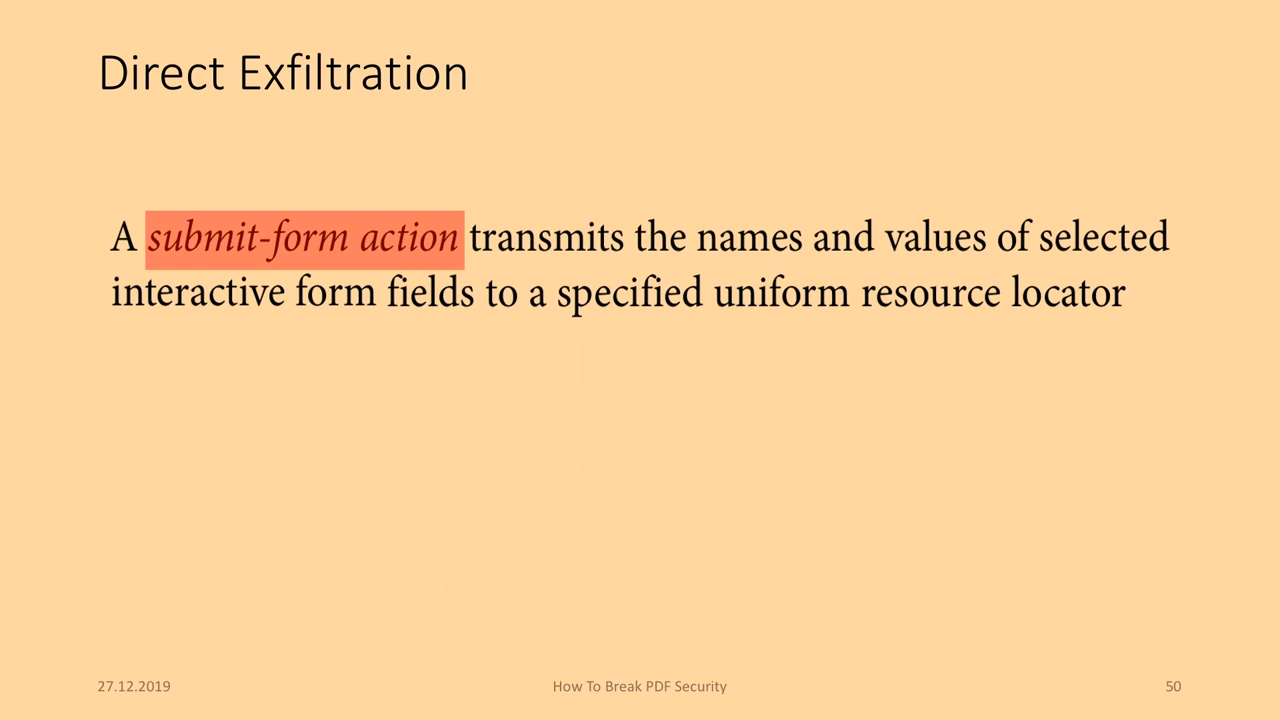 Direct Exfiltration
A submit-form action transmits the names and values of selected
interactive form fields to a specified uniform resource locator
27.12.2019
How To Break PDF Security
50